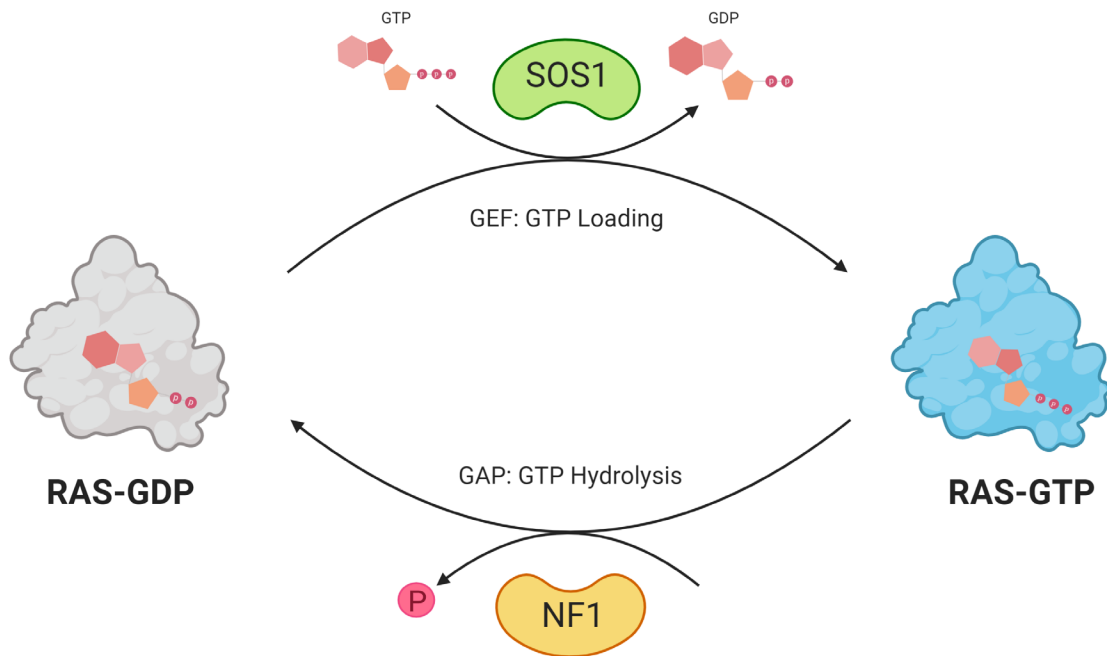 GTP
GDP
SOS1
P P P
P P
GEF: GTP Loading
P P
P P P
RAS-GDP
GAP: GTP Hydrolysis
RAS-GTP
P
NF1